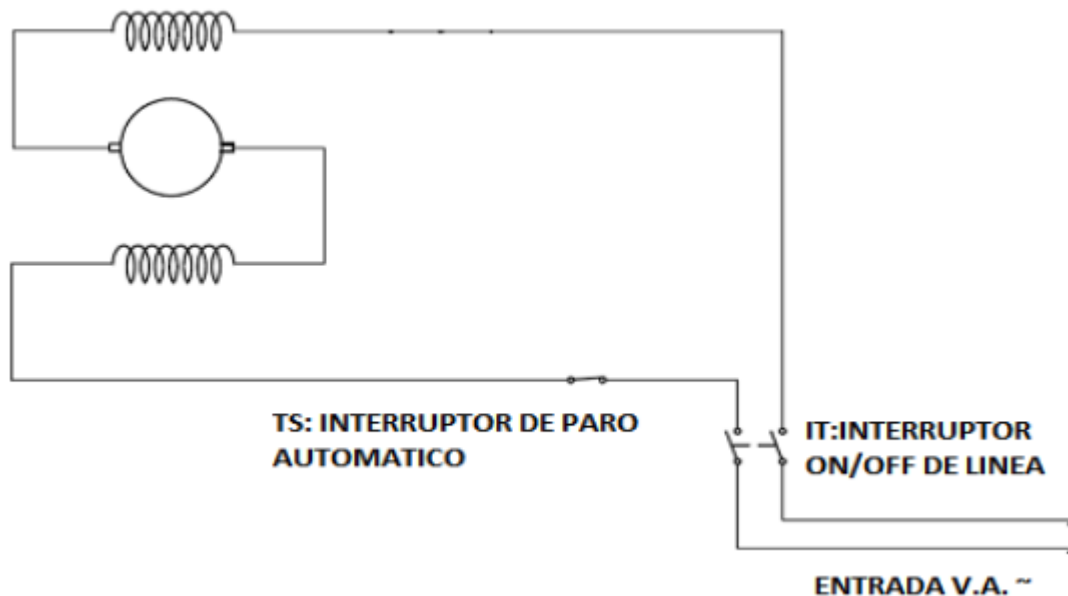 TS: INTERRUPTOR DE PARO
AUTOMATICO
IT:INTERRUPTOR
ON/OFF DE LINEA
ENTRADA V.A. ~